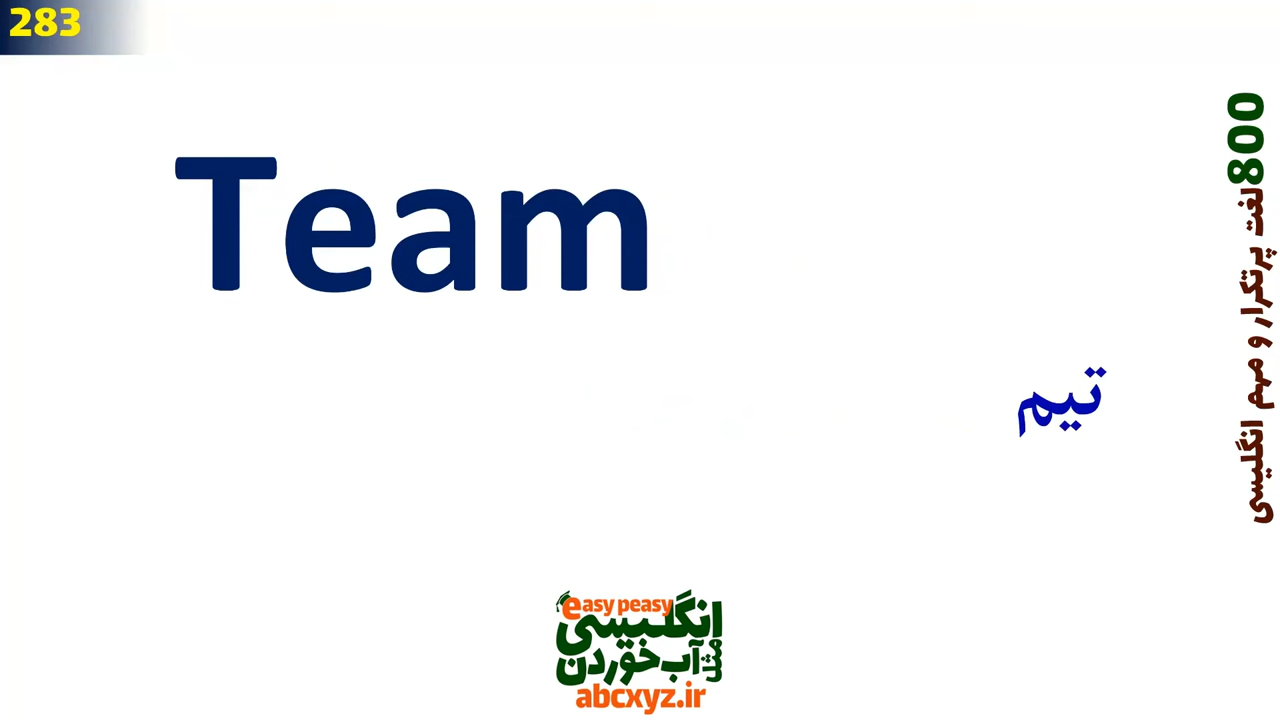 283
Team
تیم
800 لغت پرتکرار و مهم انگلیسی
easy peasy
انگلیسی
مثل آب خوردن
abcxyz.ir